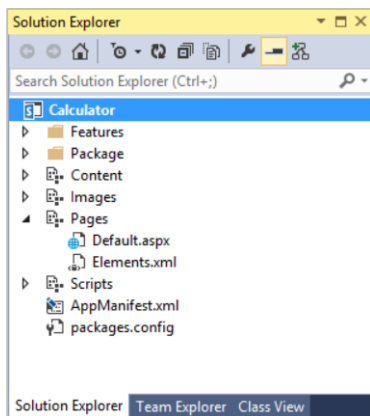 Solution Explorer
Search Solution Explorer (Ctrl+;)
Calculator
Features
Package
Content
Images
Pages
Default.aspx
Elements.xml
Scripts
AppManifest.xml
packages.config
Solution Explorer Team Explorer Class View